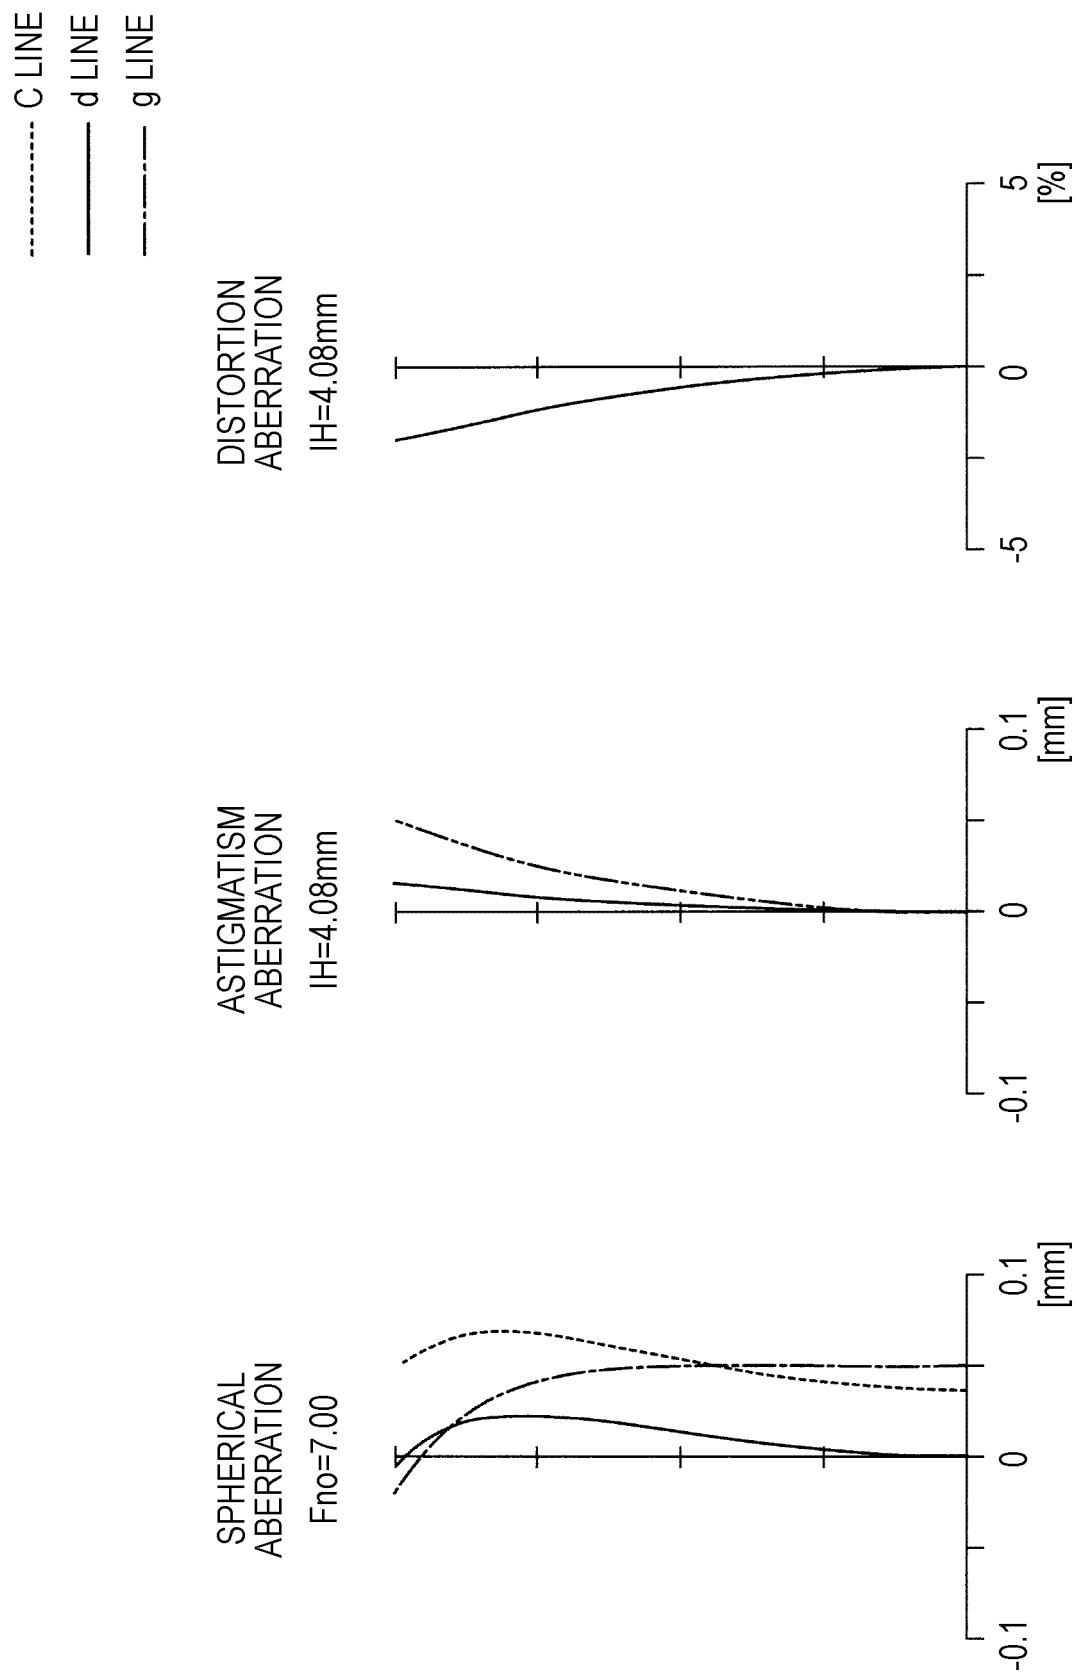 C LINE
d LINE
g LINE
SPHERICAL
ABERRATION
Fno=7.00
-0.1
0
0.1
[mm]
ASTIGMATISM
ABERRATION
IH=4.08mm
-0.1
0
0.1
[mm]
DISTORTION
ABERRATION
IH=4.08mm
-5
0
5
[%]